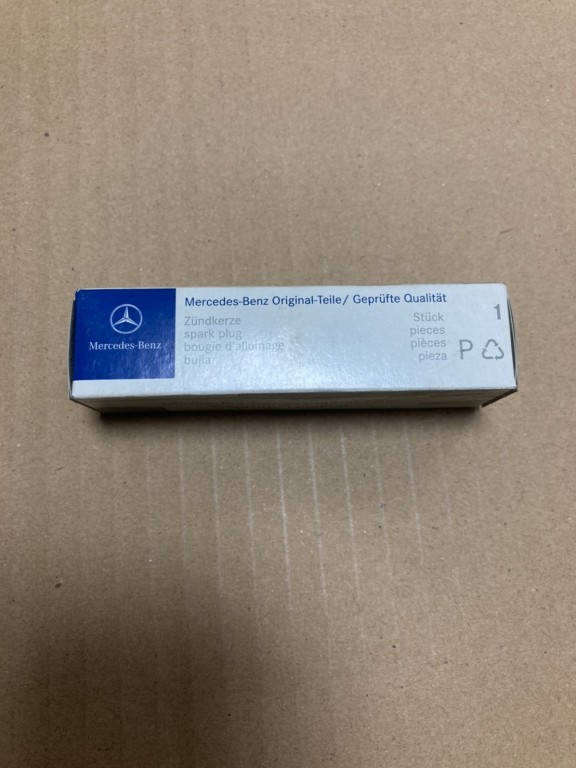 Mercedes-Benz Original-Teile/ Geprüfte Qualität
Mercedes-Benz
Zündkerze
spark plug
bougie d'allumage
bujía
Stück
pieces
pièces
pieza
1
P